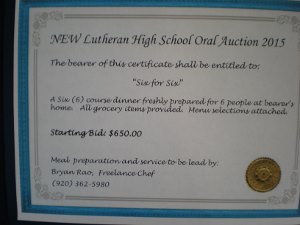 NEW Lutheran High School Oral Auction 2015
The bearer of this certificate shall be entitled to:
"Six for Six"
A Six (6) course dinner freshly prepared for 6 people at bearer's
home. All grocery items provided. Menu selections attached
Starting Bid: $650.00
Meal preparation and service to be lead by:
Bryan Rao, Freelance Chef
(920) 362-5980